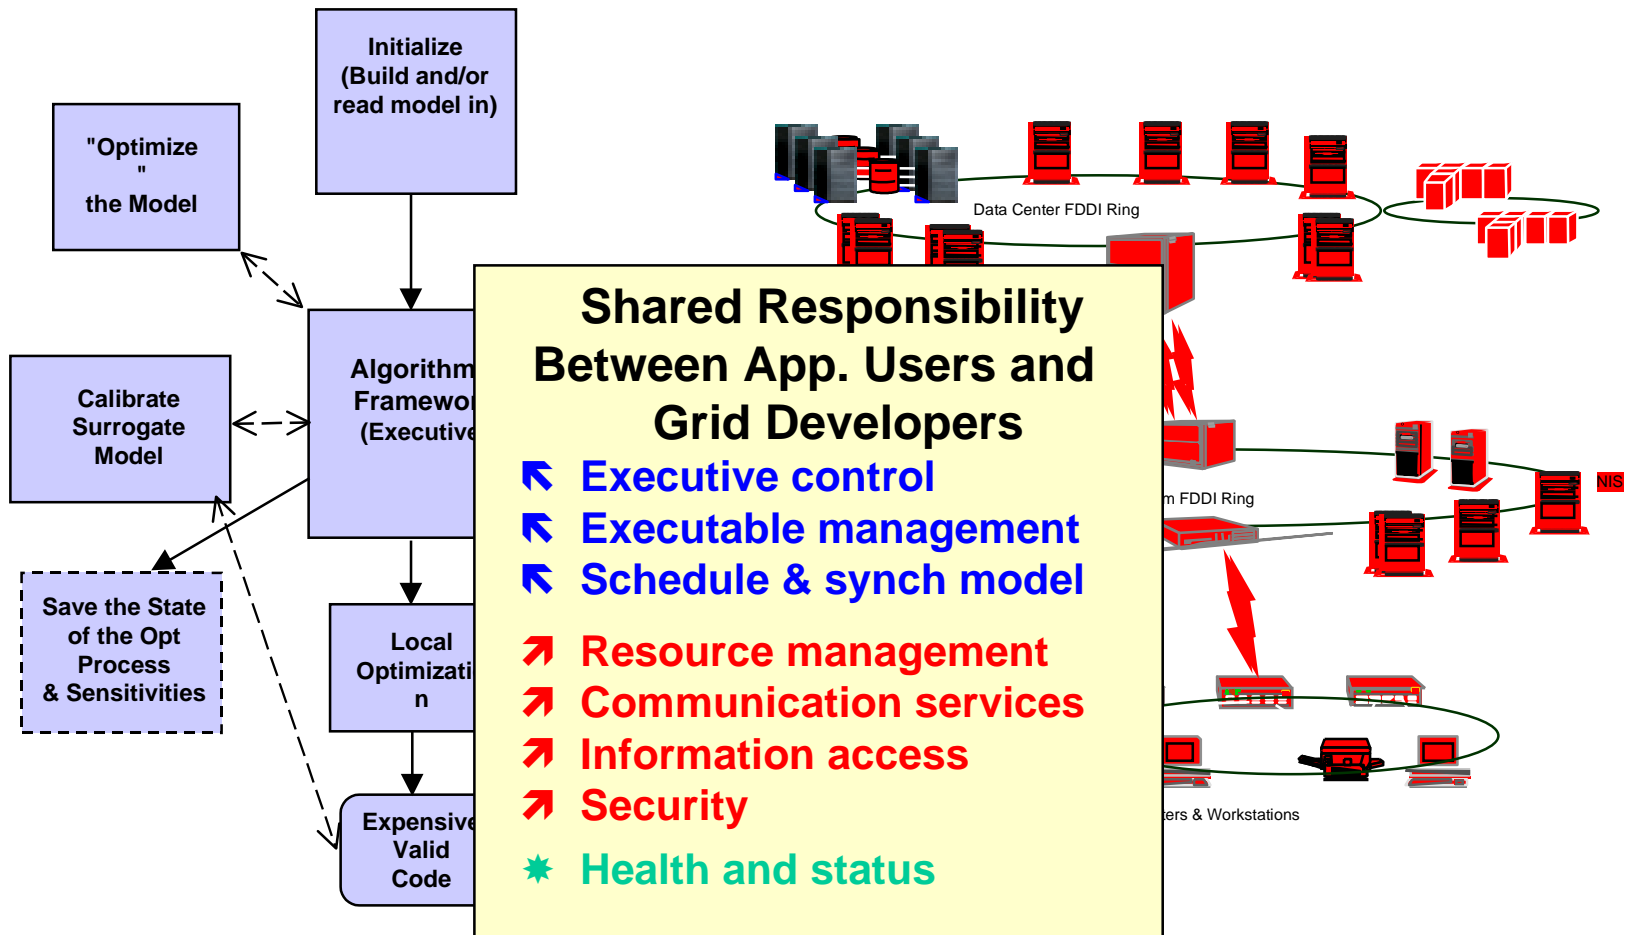 Initialize
(Build and/or
read model in)
"Optimize
"
the Model
Calibrate
Surrogate
Model
Algorithm
Framewor
(Executive
Save the State
of the Opt
Process
& Sensitivities
Local
Optimizati
n
Expensive
Valid
Code
Data Center FDDI Ring
Shared Responsibility
Between App. Users and
Grid Developers
Executive control
Executable management
Schedule & synch model
Resource management
Communication services
Information access
Security
Health and status
m FDDI Ring
NIS
ters & Workstations